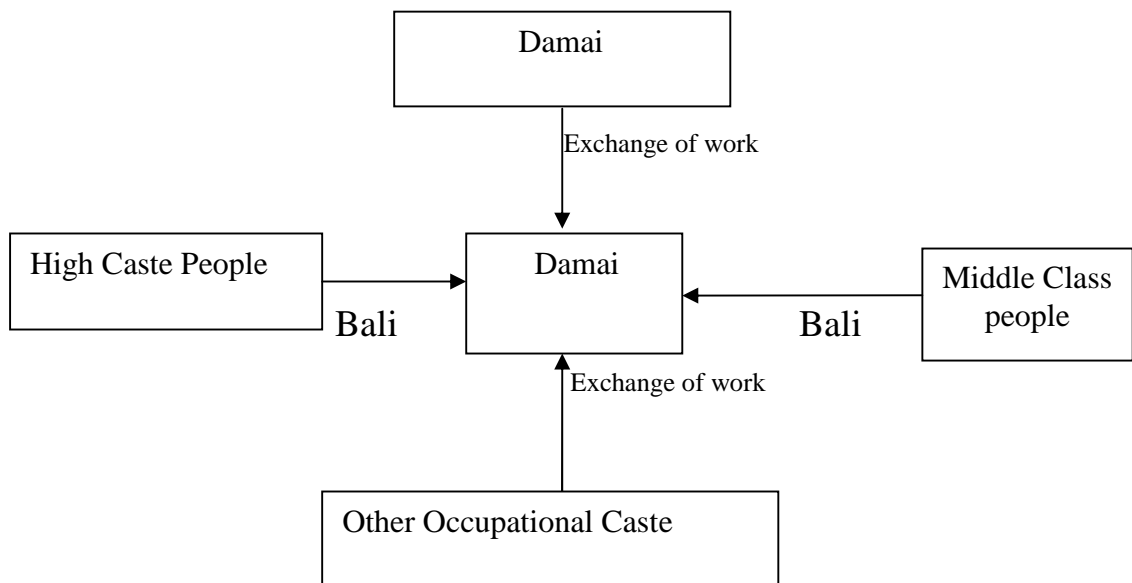 Damai
Exchange of work
High Caste People
Damai
Middle Class
people
Bali
Bali
Exchange of work
Other Occupational Caste